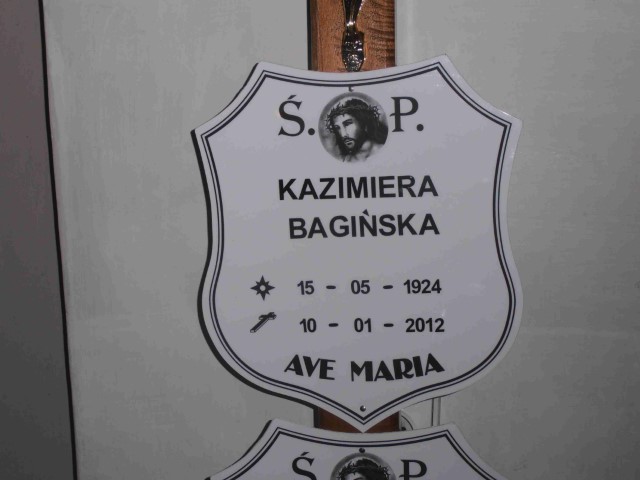 Ś. P.
KAZIMIERA
BAGIŃSKA
15 - 05 - 1924
10 - 01 - 2012
AVE MARIA
Ś. P.